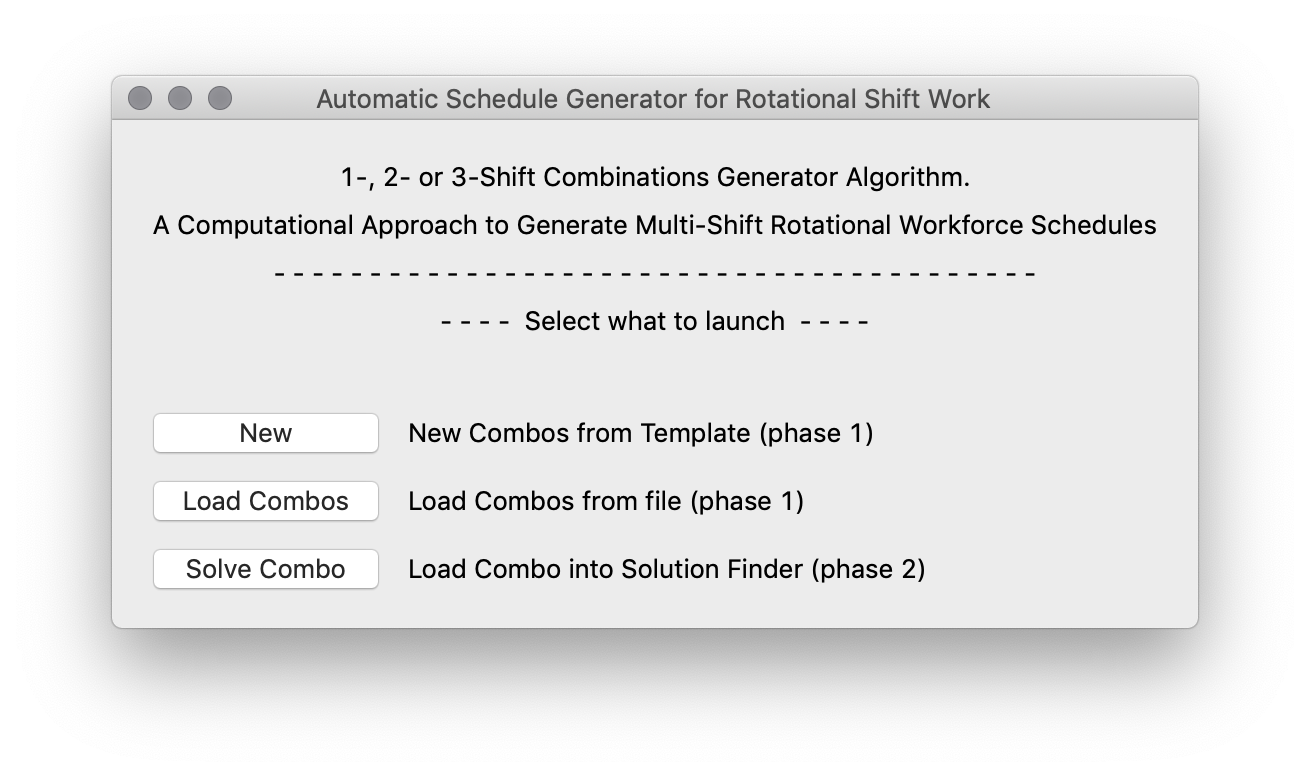 Automatic Schedule Generator for Rotational Shift Work
1-, 2- or 3-Shift Combinations Generator Algorithm.
A Computational Approach to Generate Multi-Shift Rotational Workforce Schedules
- - - - - - - - - - - - - - - - - - - - - - - - - - - - - - - - - - - - - - - -
- - - - Select what to launch - - - -
New New Combos from Template (phase 1)
Load Combos Load Combos from file (phase 1)
Solve Combo Load Combo into Solution Finder (phase 2)